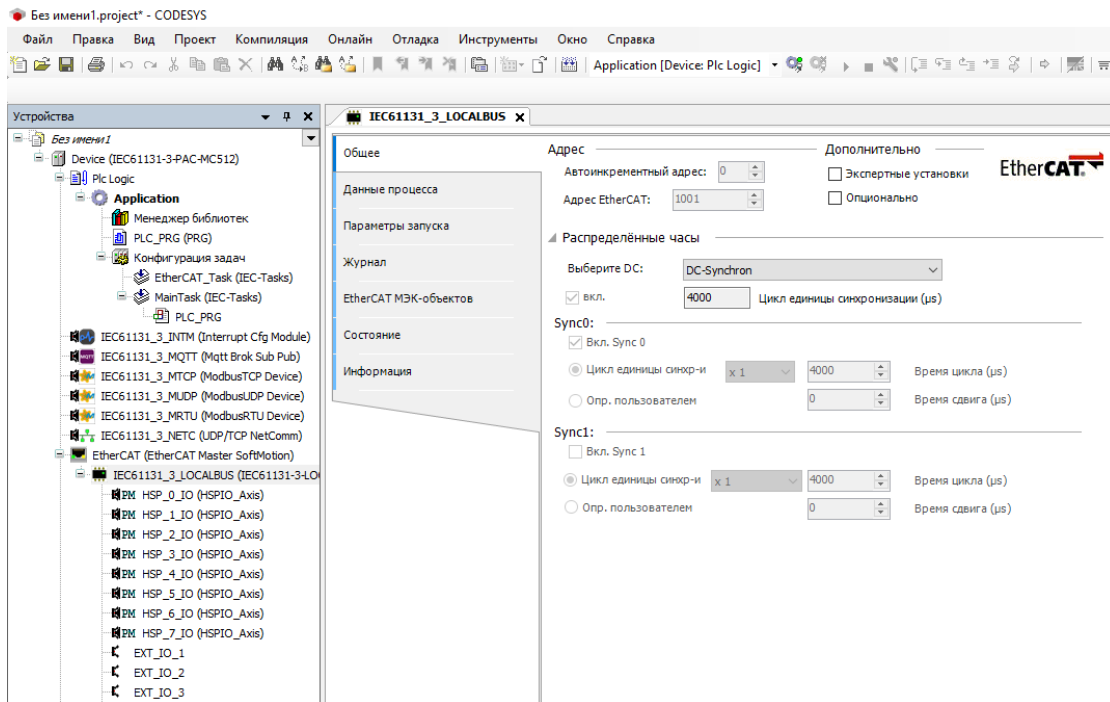 Без имени1.project* - CODESYS
Файл Правка Вид Проект Компиляция Онлайн Отладка Инструменты Окно Справка
Application [Device: Plc Logic]
Устройства
Без имени1
Device (IEC61131-3-PAC-MC512)
Plc Logic
Application
Менеджер библиотек
PLC_PRG (PRG)
Конфигурация задач
EtherCAT_Task (IEC-Tasks)
MainTask (IEC-Tasks)
PLC_PRG
IEC61131_3_INTM (Interrupt Cfg Module)
IEC61131_3_MQTT (Mqtt Brok Sub Pub)
IEC61131_3_MTCP (ModbusTCP Device)
IEC61131_3_MUDP (ModbusUDP Device)
IEC61131_3_MRTU (ModbusRTU Device)
IEC61131_3_NETC (UDP/TCP NetComm)
EtherCAT (EtherCAT Master SoftMotion)
IEC61131_3_LOCALBUS (IEC61131-3-LO
PM HSP_0_IO (HSPIO_Axis)
PM HSP_1_IO (HSPIO_Axis)
PM HSP_2_IO (HSPIO_Axis)
PM HSP_3_IO (HSPIO_Axis)
PM HSP_4_IO (HSPIO_Axis)
PM HSP_5_IO (HSPIO_Axis)
PM HSP_6_IO (HSPIO_Axis)
PM HSP_7_IO (HSPIO_Axis)
EXT_IO_1
EXT_IO_2
EXT_IO_3
IEC61131_3_LOCALBUS
Общее
Данные процесса
Параметры запуска
Журнал
EtherCAT МЭК-объектов
Состояние
Информация
Адрес
Автоинкрементный адрес: 0
Адрес EtherCAT: 1001
Дополнительно
Экспертные установки
Опционально
EtherCAT
Распределённые часы
Выберите DC: DC-Synchron
вкл. 4000 Цикл единицы синхронизации (µs)
Sync0:
Вкл. Sync 0
Цикл единицы синхр-и x 1 4000 Время цикла (µs)
Опр. пользователем 0 Время сдвига (µs)
Sync1:
Вкл. Sync 1
Цикл единицы синхр-и x 1 4000 Время цикла (µs)
Опр. пользователем 0 Время сдвига (µs)